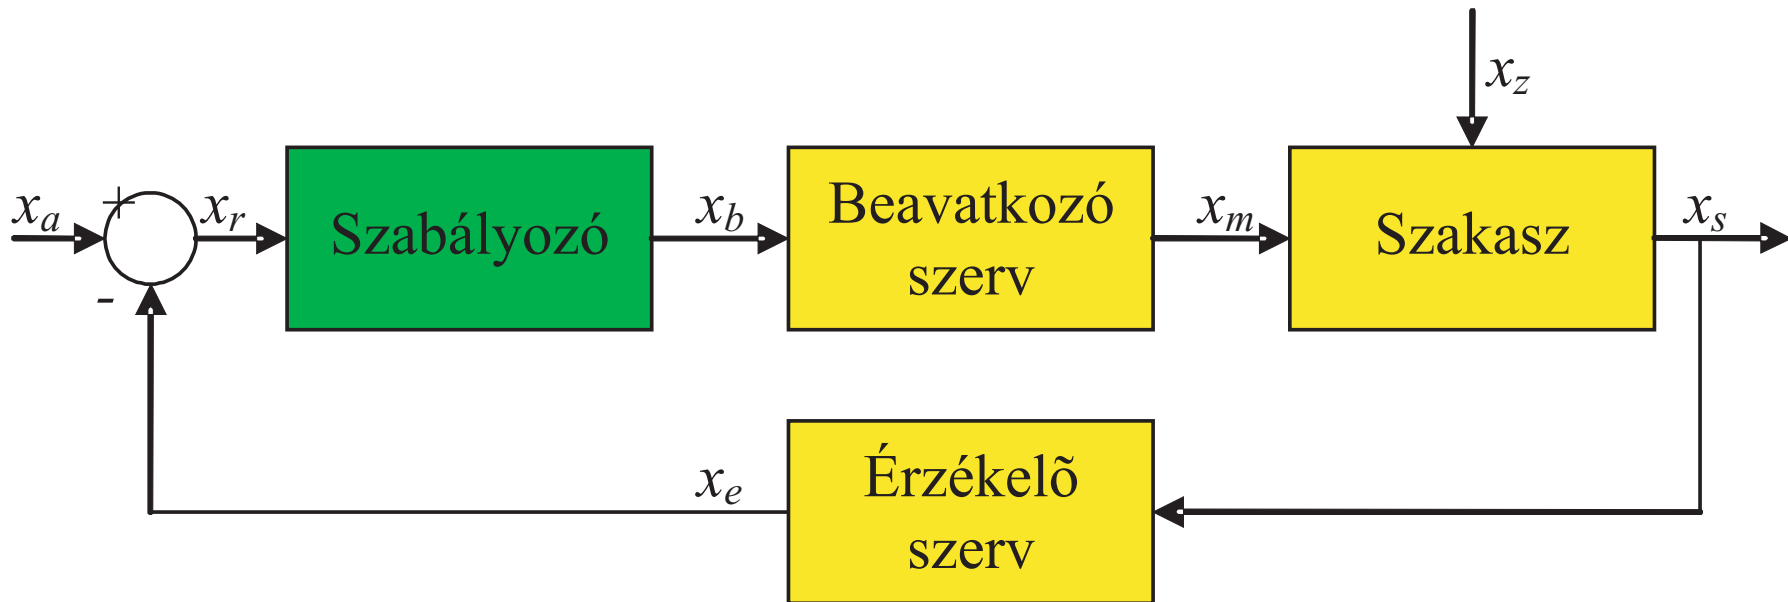 x_z
x_a
+
-
x_r
Szabályozó
x_b
Beavatkozó
szerv
x_m
Szakasz
x_s
x_e
Érzékelõ
szerv